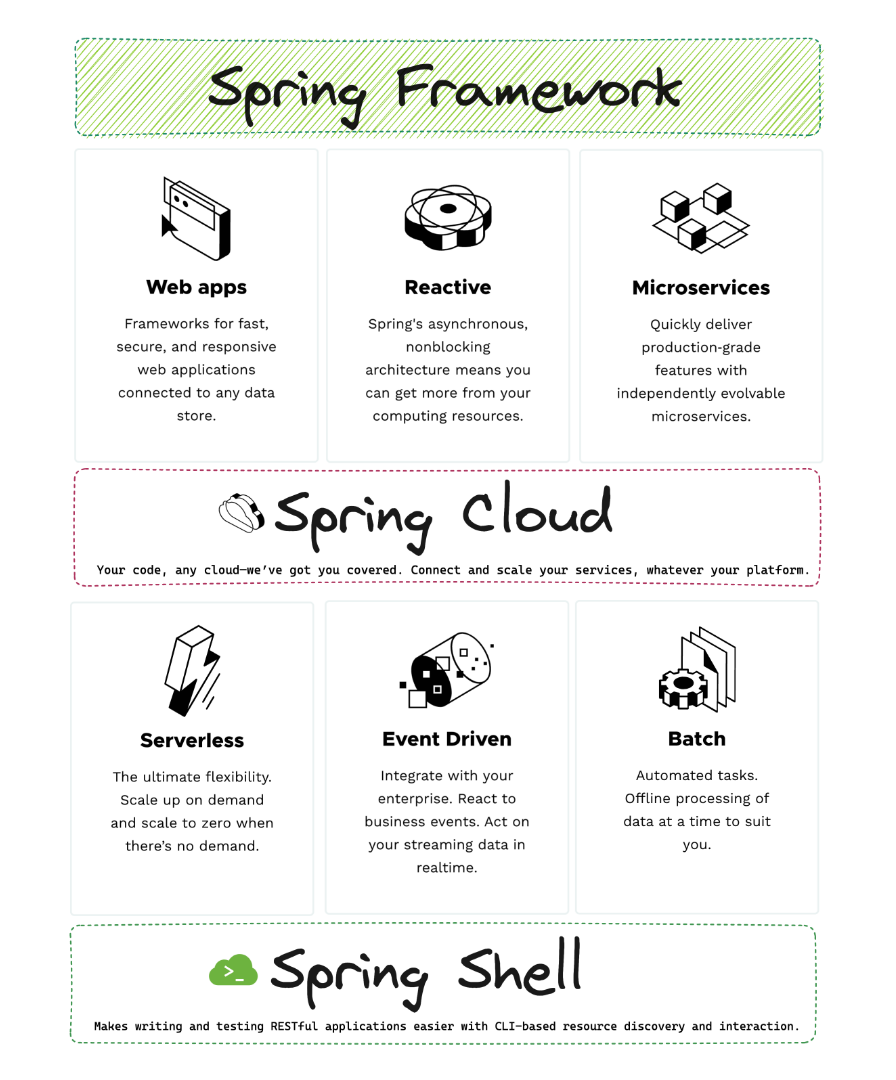 Spring Framework
Web apps
Frameworks for fast,
secure, and responsive
web applications
connected to any data
store.
Reactive
Spring's asynchronous,
nonblocking
architecture means you
can get more from your
computing resources.
Microservices
Quickly deliver
production-grade
features with
independently evolvable
microservices.
Spring Cloud
Your code, any cloud—we’ve got you covered. Connect and scale your services, whatever your platform.
Serverless
The ultimate flexibility.
Scale up on demand
and scale to zero when
there’s no demand.
Event Driven
Integrate with your
enterprise. React to
business events. Act on
your streaming data in
realtime.
Batch
Automated tasks.
Offline processing of
data at a time to suit
you.
>_
Spring Shell
Makes writing and testing RESTful applications easier with CLI-based resource discovery and interaction.